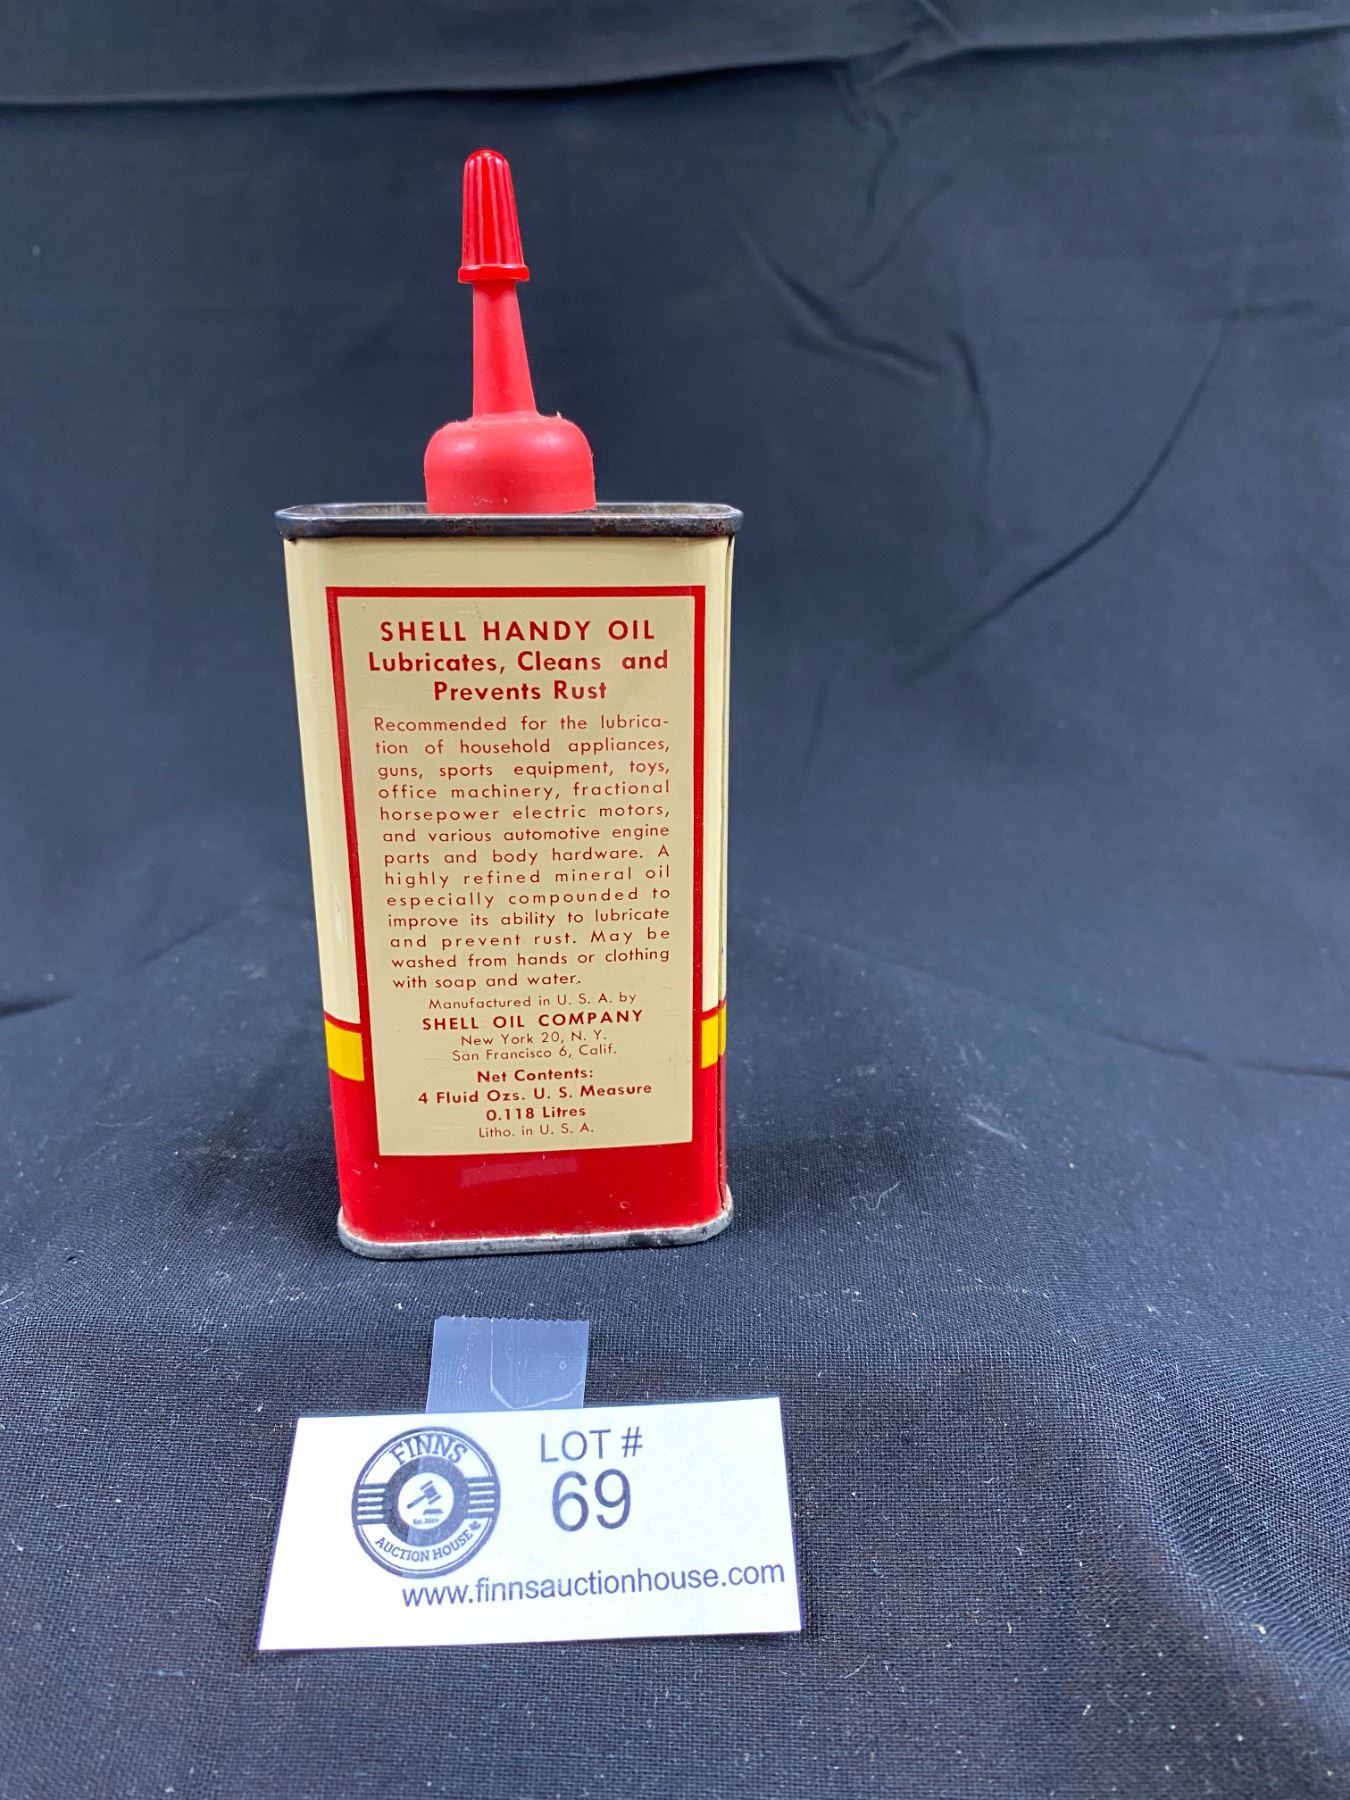 SHELL HANDY OIL
Lubricates, Cleans and
Prevents Rust
Recommended for the lubrica-
tion of household appliances,
guns, sports equipment, toys,
office machinery, fractional
horsepower electric motors,
and various automotive engine
parts and body hardware. A
highly refined mineral oil
especially compounded to
improve its ability to lubricate
and prevent rust. May be
washed from hands or clothing
with soap and water.
Manufactured in U. S. A. by
SHELL OIL COMPANY
New York 20, N. Y.
San Francisco 6, Calif.
Net Contents:
4 Fluid Ozs. U. S. Measure
0.118 Litres
Litho. in U. S. A.
FINNS
AUCTION HOUSE
LOT #
69
www.finnsauctionhouse.com